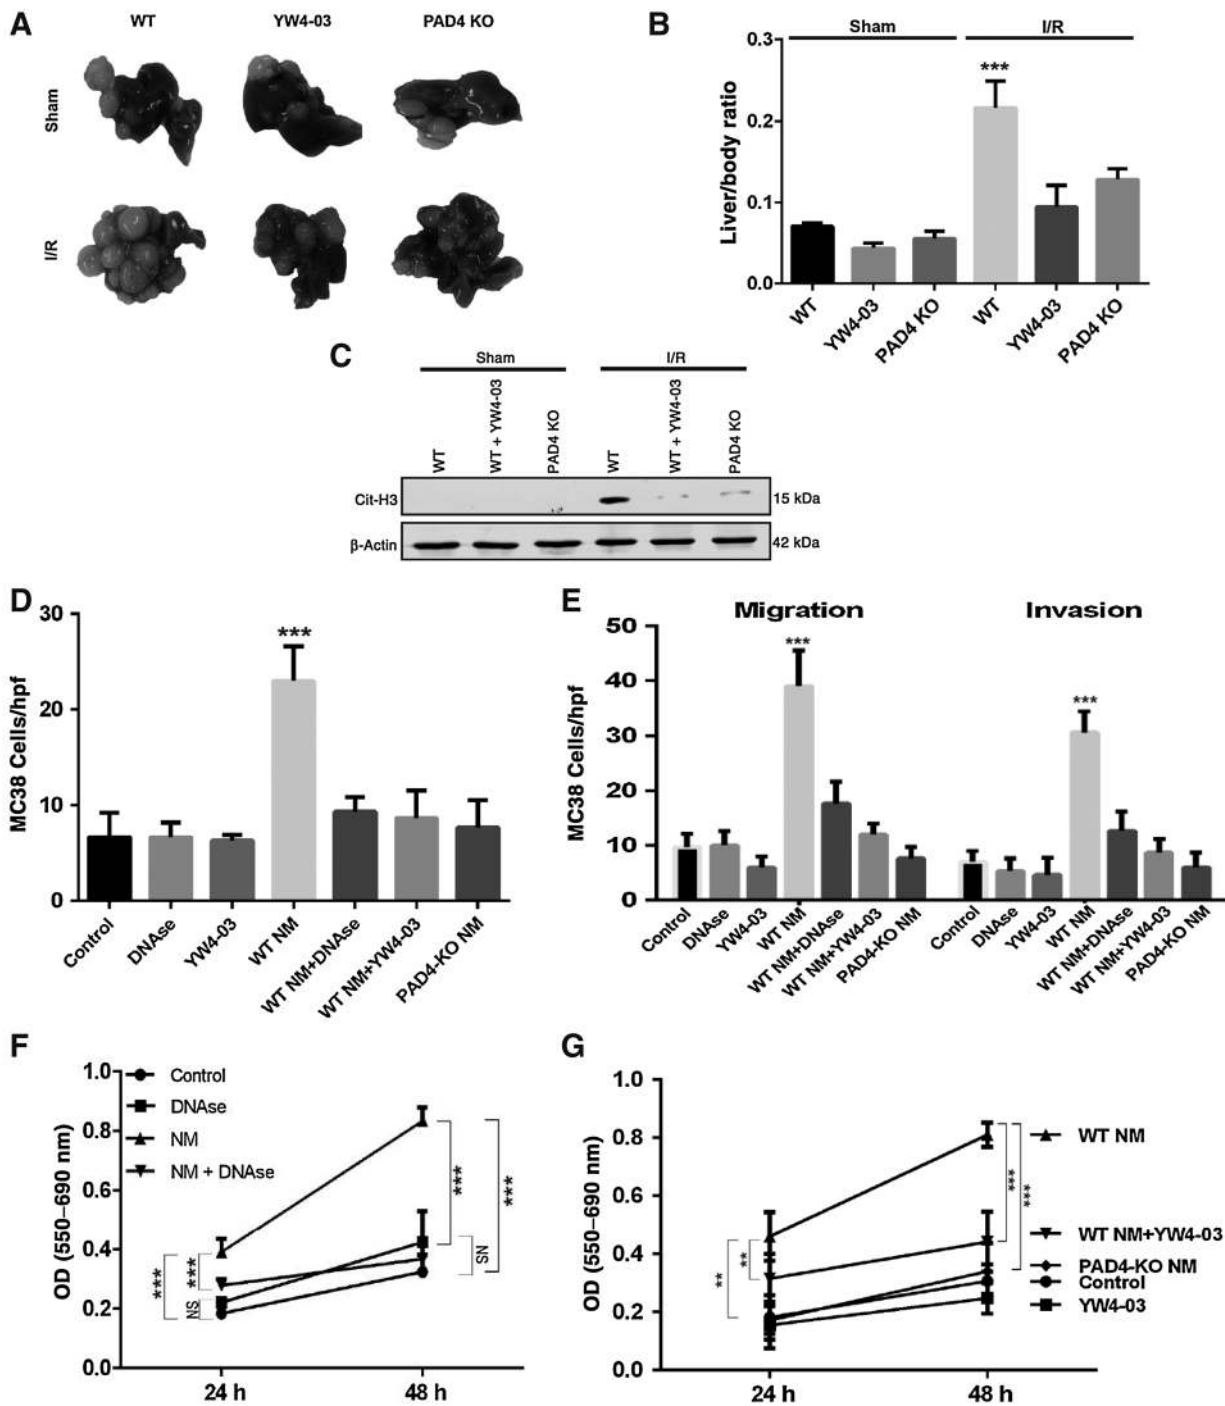 A
WT
YW4-03
PAD4 KO
Sham
I/R
B
Sham
I/R
Liver/body ratio
0.3
0.2
0.1
0.0
***
WT
YW4-03
PAD4 KO
WT
YW4-03
PAD4 KO
C
Sham
I/R
WT
WT + YW4-03
PAD4 KO
WT
WT + YW4-03
PAD4 KO
Cit-H3
15 kDa
β-Actin
42 kDa
D
MC38 Cells/hpf
30
20
10
0
***
Control
DNAse
YW4-03
WT NM
WT NM+DNAse
WT NM+YW4-03
PAD4-KO NM
E
Migration
Invasion
MC38 Cells/hpf
50
40
30
20
10
0
***
***
Control
DNAse
YW4-03
WT NM
WT NM+DNAse
WT NM+YW4-03
PAD4-KO NM
Control
DNAse
YW4-03
WT NM
WT NM+DNAse
WT NM+YW4-03
PAD4-KO NM
F
OD (550–690 nm)
1.0
0.8
0.6
0.4
0.2
0.0
Control
DNAse
NM
NM + DNAse
***
***
NS
***
***
NS
24 h
48 h
G
OD (550–690 nm)
1.0
0.8
0.6
0.4
0.2
0.0
**
**
***
***
WT NM
WT NM+YW4-03
PAD4-KO NM
Control
YW4-03
24 h
48 h